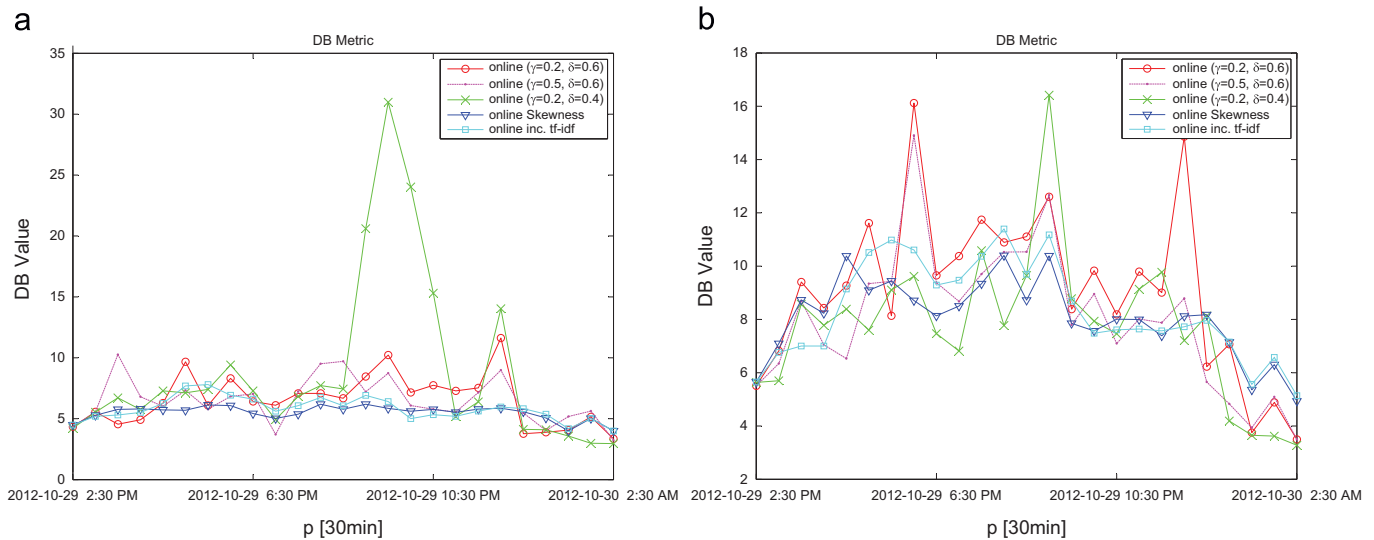 a
DB Metric
35
30
25
20
15
10
5
0
DB Value
online (γ=0.2, δ=0.6)
online (γ=0.5, δ=0.6)
online (γ=0.2, δ=0.4)
online Skewness
online inc. tf-idf
2012-10-29 2:30 PM
2012-10-29 6:30 PM
2012-10-29 10:30 PM
2012-10-30 2:30 AM
p [30min]
b
DB Metric
18
16
14
12
10
8
6
4
2
DB Value
online (γ=0.2, δ=0.6)
online (γ=0.5, δ=0.6)
online (γ=0.2, δ=0.4)
online Skewness
online inc. tf-idf
2012-10-29 2:30 PM
2012-10-29 6:30 PM
2012-10-29 10:30 PM
2012-10-30 2:30 AM
p [30min]